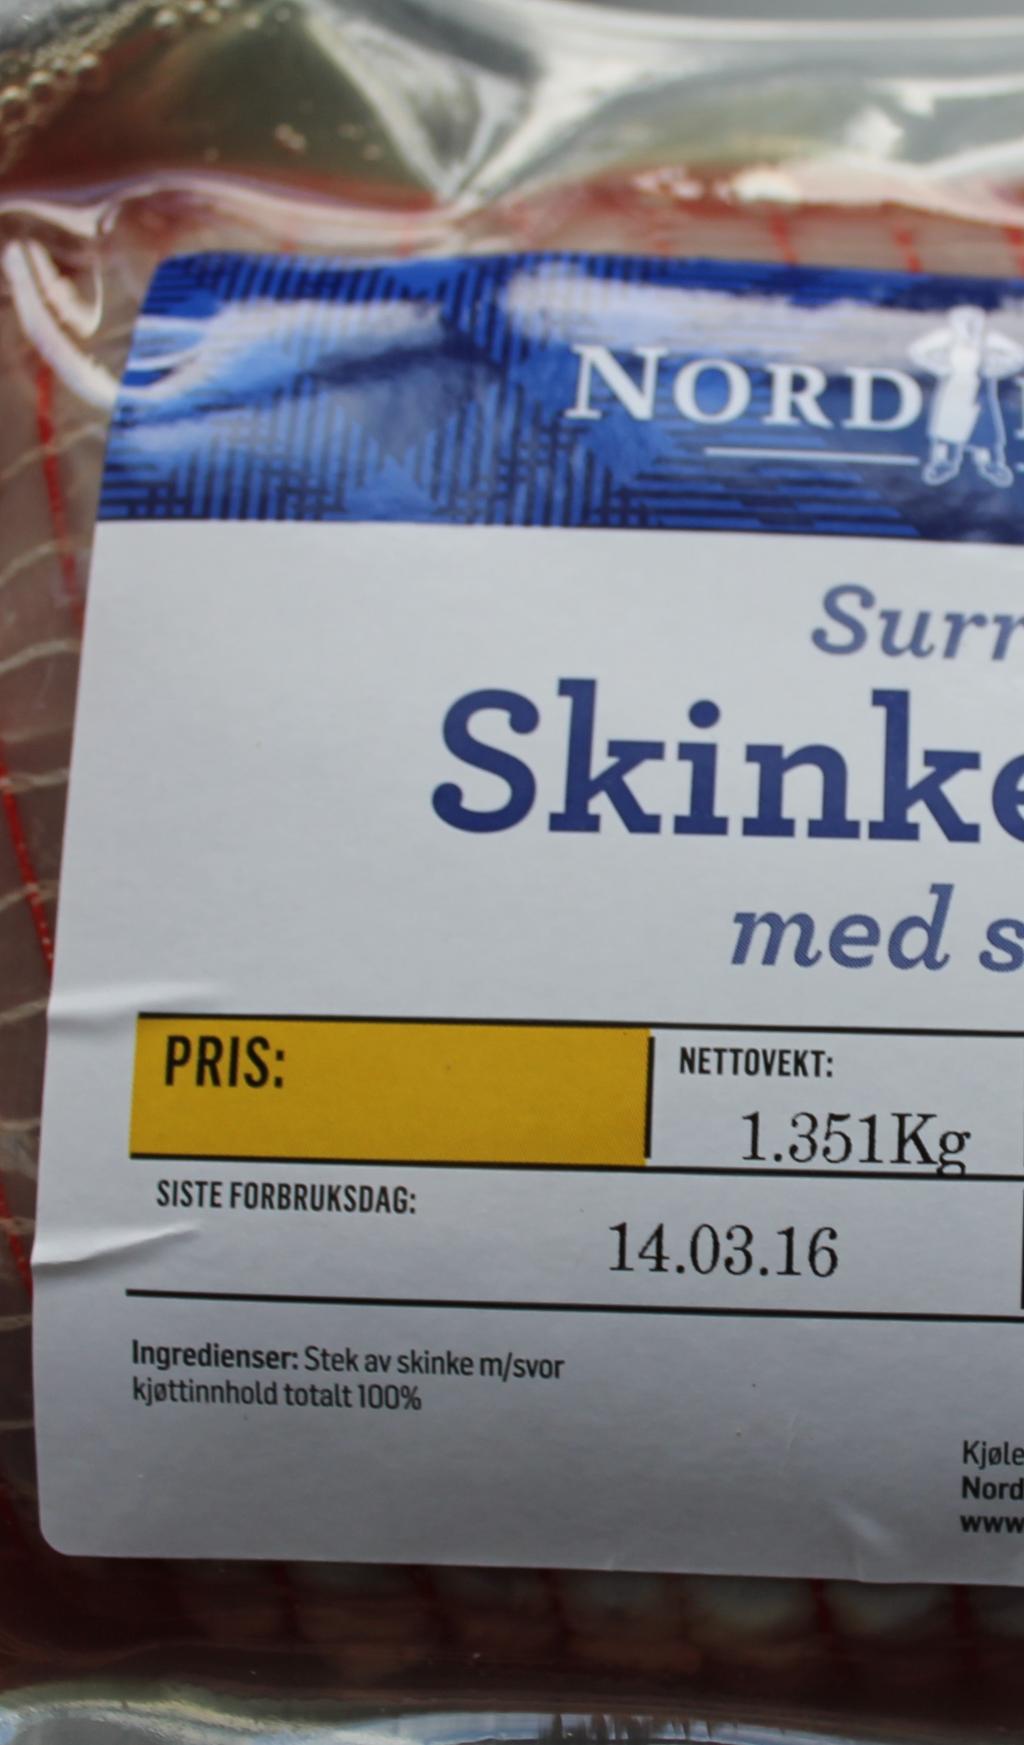 NORD
Surr
Skinke
med s
PRIS:
NETTOVEKT:
1.351Kg
SISTE FORBRUKSDAG:
14.03.16
Ingredienser: Stek av skinke m/svor
kjøttinnhold totalt 100%
Kjøle
Nord
www